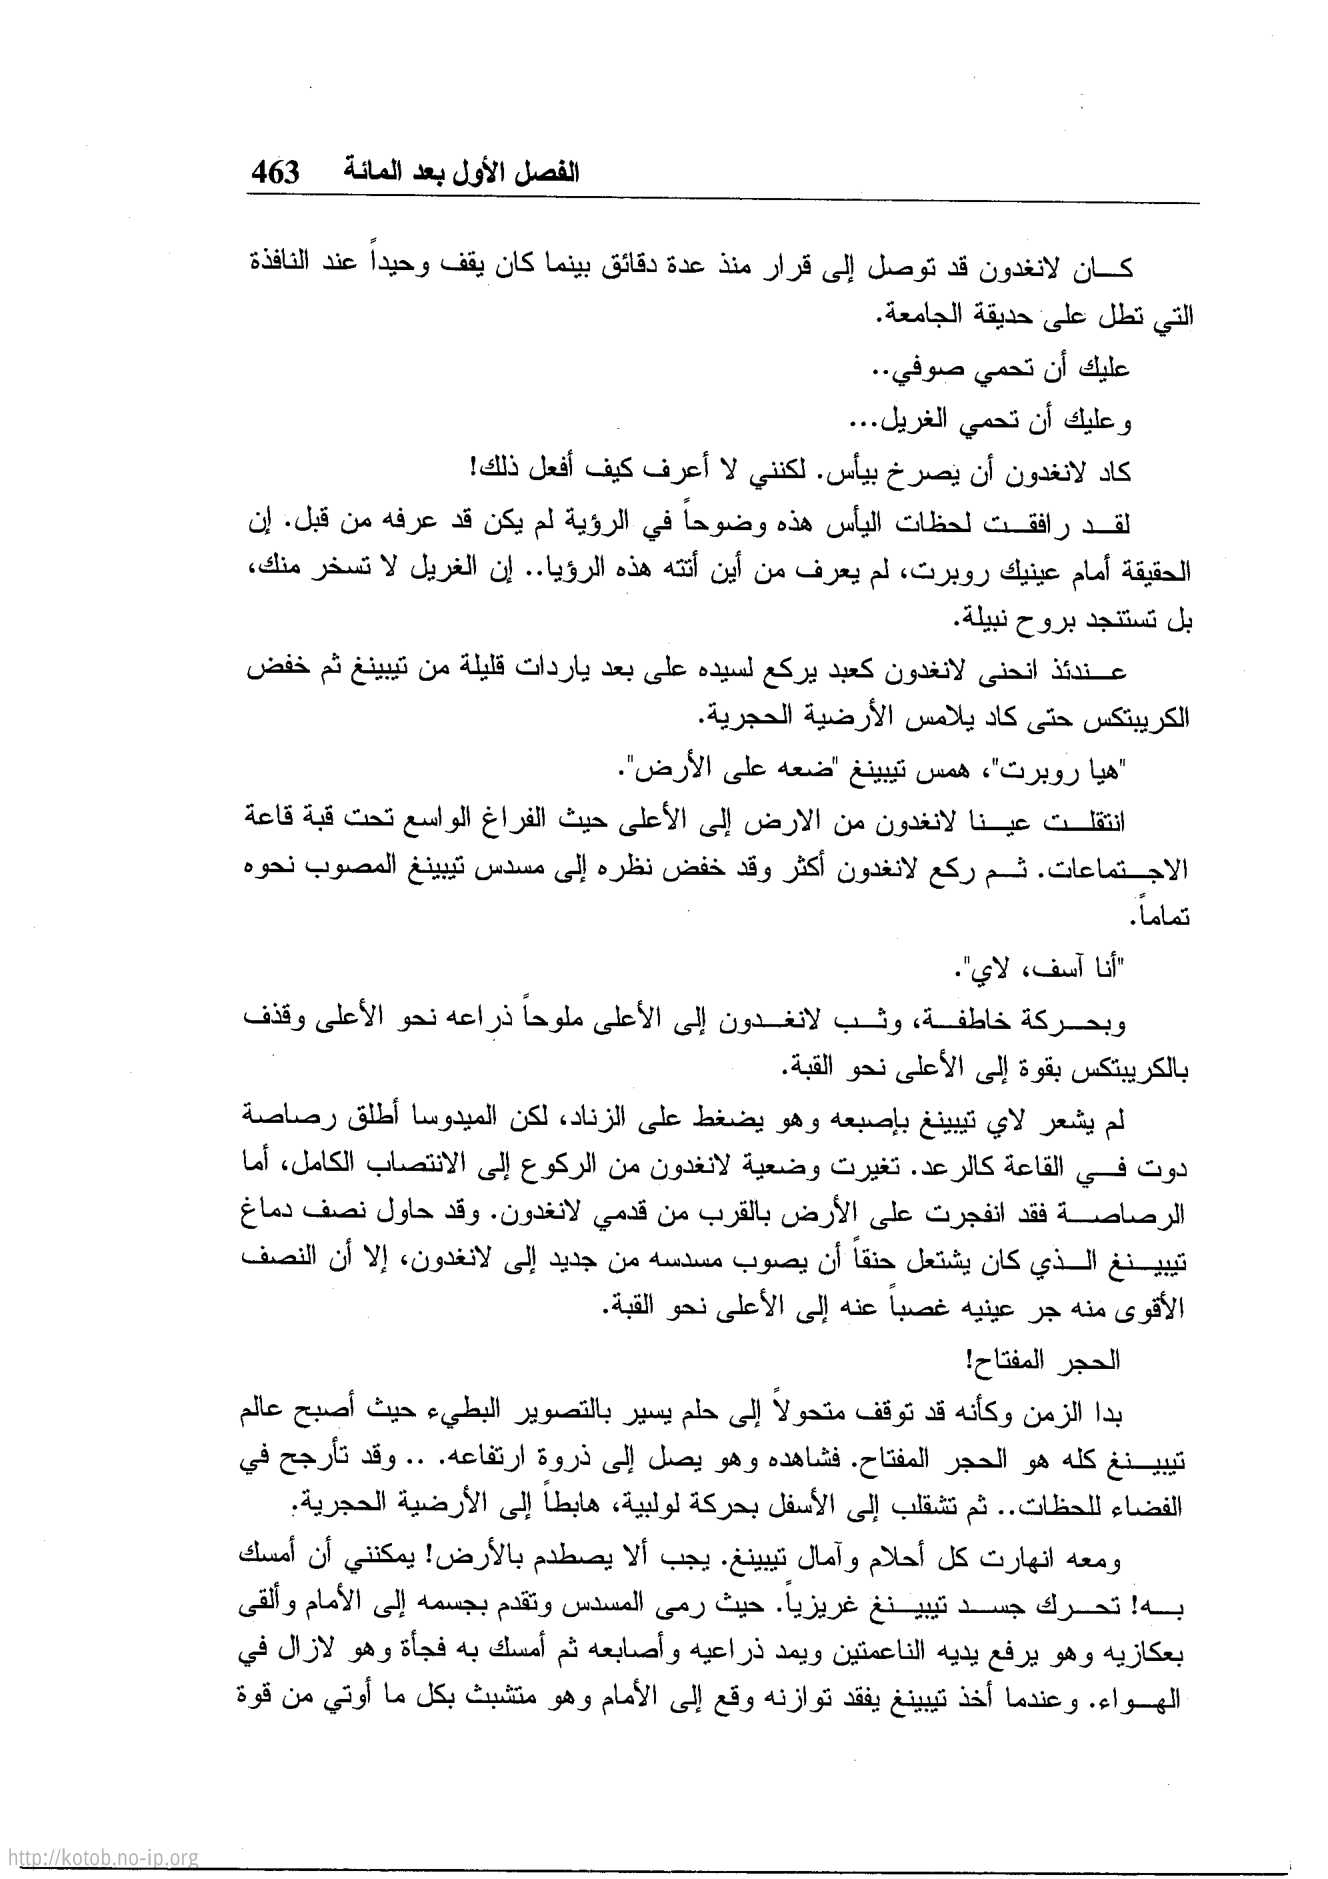 الفصل الأول بعد المائة 463
كان لانغدون قد توصل إلى قرار منذ عدة دقائق بينما كان يقف وحيداً عند النافذة
التي تطل على حديقة الجامعة.
عليك أن تحمي صوفي..
وعليك أن تحمي الغريل...
كاد لانغدون أن يصرخ بيأس. لكنني لا أعرف كيف أفعل ذلك!
لقد رافقت لحظات اليأس هذه وضوحاً في الرؤية لم يكن قد عرفه من قبل. إن
الحقيقة أمام عينيك روبرت، لم يعرف من أين أتته هذه الرؤيا.. إن الغريل لا تسخر منك،
بل تستنجد بروح نبيلة.
عندئذ انحنى لانغدون كعبد يركع لسيده على بعد ياردات قليلة من تيبينغ ثم خفض
الكريبتكس حتى كاد يلامس الأرضية الحجرية.
"هيا روبرت"، همس تيبينغ "ضعه على الأرض".
انتقلت عينا لانغدون من الارض إلى الأعلى حيث الفراغ الواسع تحت قبة قاعة
الاجتماعات. ثم ركع لانغدون أكثر وقد خفض نظره إلى مسدس تيبينغ المصوب نحوه
تماماً.
"أنا آسف، لاي".
وبحركة خاطفة، وثب لانغدون إلى الأعلى ملوحاً ذراعه نحو الأعلى وقذف
بالكريبتكس بقوة إلى الأعلى نحو القبة.
لم يشعر لاي تيبينغ بإصبعه وهو يضغط على الزناد، لكن الميدوسا أطلق رصاصة
دوت في القاعة كالرعد. تغيرت وضعية لانغدون من الركوع إلى الانتصاب الكامل، أما
الرصاصة فقد انفجرت على الأرض بالقرب من قدمي لانغدون. وقد حاول نصف دماغ
تيبينغ الذي كان يشتعل حنقاً أن يصوب مسدسه من جديد إلى لانغدون، إلا أن النصف
الأقوى منه جر عينيه غصباً عنه إلى الأعلى نحو القبة.
الحجر المفتاح!
بدا الزمن وكأنه قد توقف متحولاً إلى حلم يسير بالتصوير البطيء حيث أصبح عالم
تيبينغ كله هو الحجر المفتاح. فشاهده وهو يصل إلى ذروة ارتفاعه. .. وقد تأرجح في
الفضاء للحظات.. ثم تشقلب إلى الأسفل بحركة لولبية، هابطاً إلى الأرضية الحجرية.
ومعه انهارت كل أحلام وآمال تيبينغ. يجب ألا يصطدم بالأرض! يمكنني أن أمسك
به! تحرك جسد تيبينغ غريزياً. حيث رمى المسدس وتقدم بجسمه إلى الأمام وألقى
بعكازيه وهو يرفع يديه الناعمتين ويمد ذراعيه وأصابعه ثم أمسك به فجأة وهو لازال في
الهواء. وعندما أخذ تيبينغ يفقد توازنه وقع إلى الأمام وهو متشبث بكل ما أوتي من قوة
http://kotob.no-ip.org